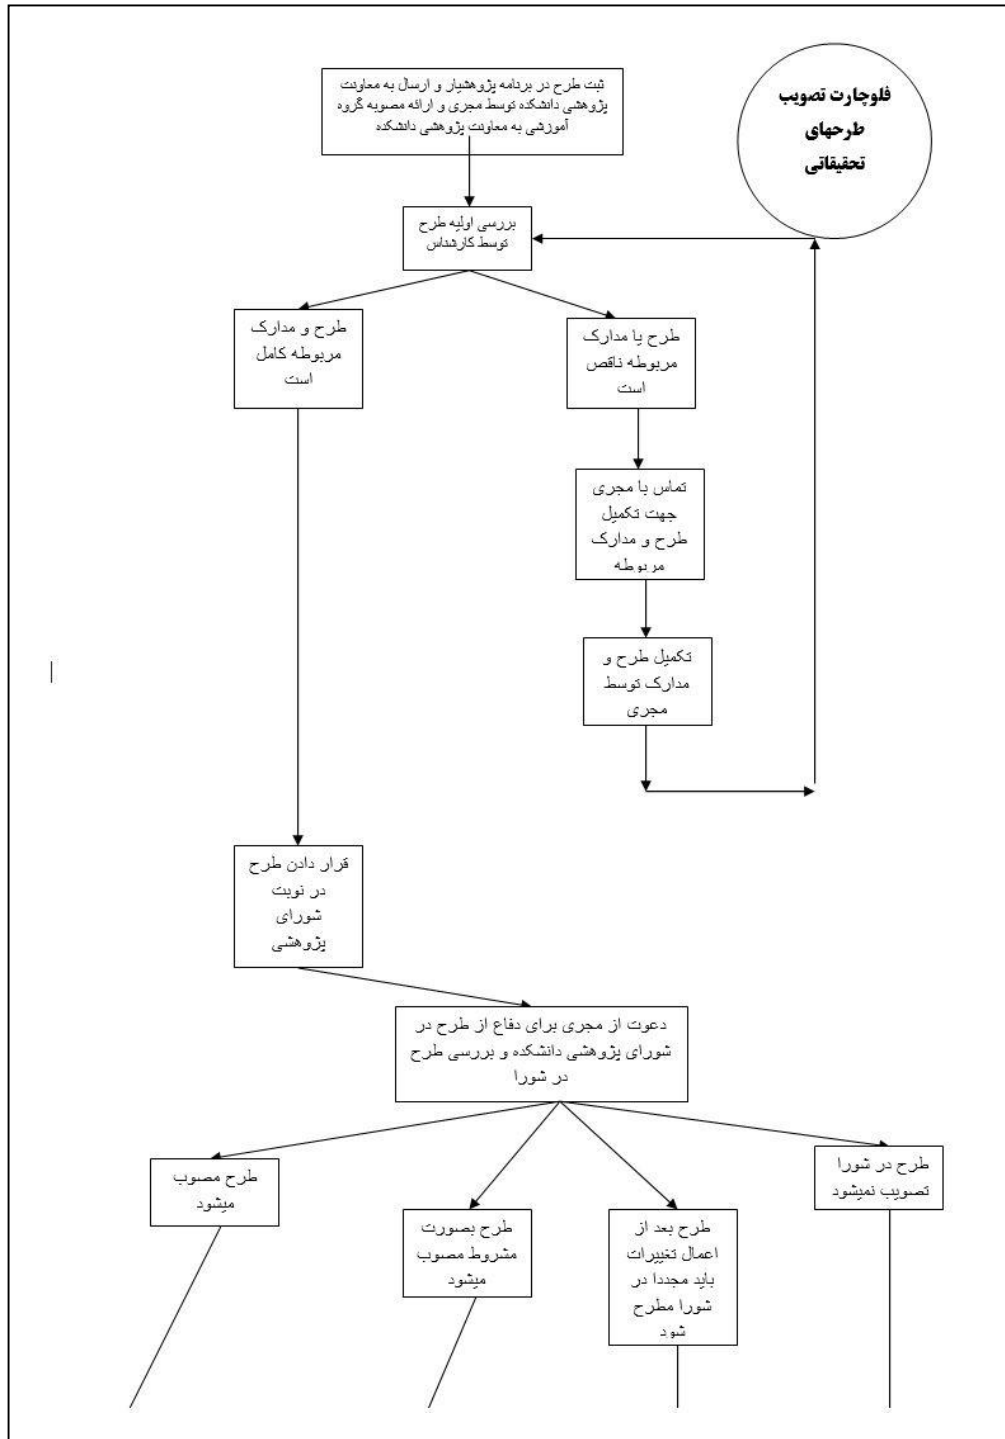 فلوچارت تصویب
طرحهای
تحقیقاتی
ثبت طرح در برنامه پژوهشیار و ارسال به معاونت
پژوهشی دانشکده توسط مجری و ارائه مصوبه گروه
آموزشی به معاونت پژوهشی دانشکده
بررسی اولیه طرح
توسط کارشناس
طرح یا مدارک
مربوطه ناقص
است
طرح و مدارک
مربوطه کامل
است
تماس با مجری
جهت تکمیل
طرح و مدارک
مربوطه
تکمیل طرح و
مدارک توسط
مجری
قرار دادن طرح
در نوبت
شورای
پژوهشی
دعوت از مجری برای دفاع از طرح در
شورای پژوهشی دانشکده و بررسی طرح
در شورا
طرح در شورا
تصویب نمیشود
طرح بعد از
اعمال تغییرات
باید مجددا در
شورا مطرح
شود
طرح بصورت
مشروط مصوب
میشود
طرح مصوب
میشود